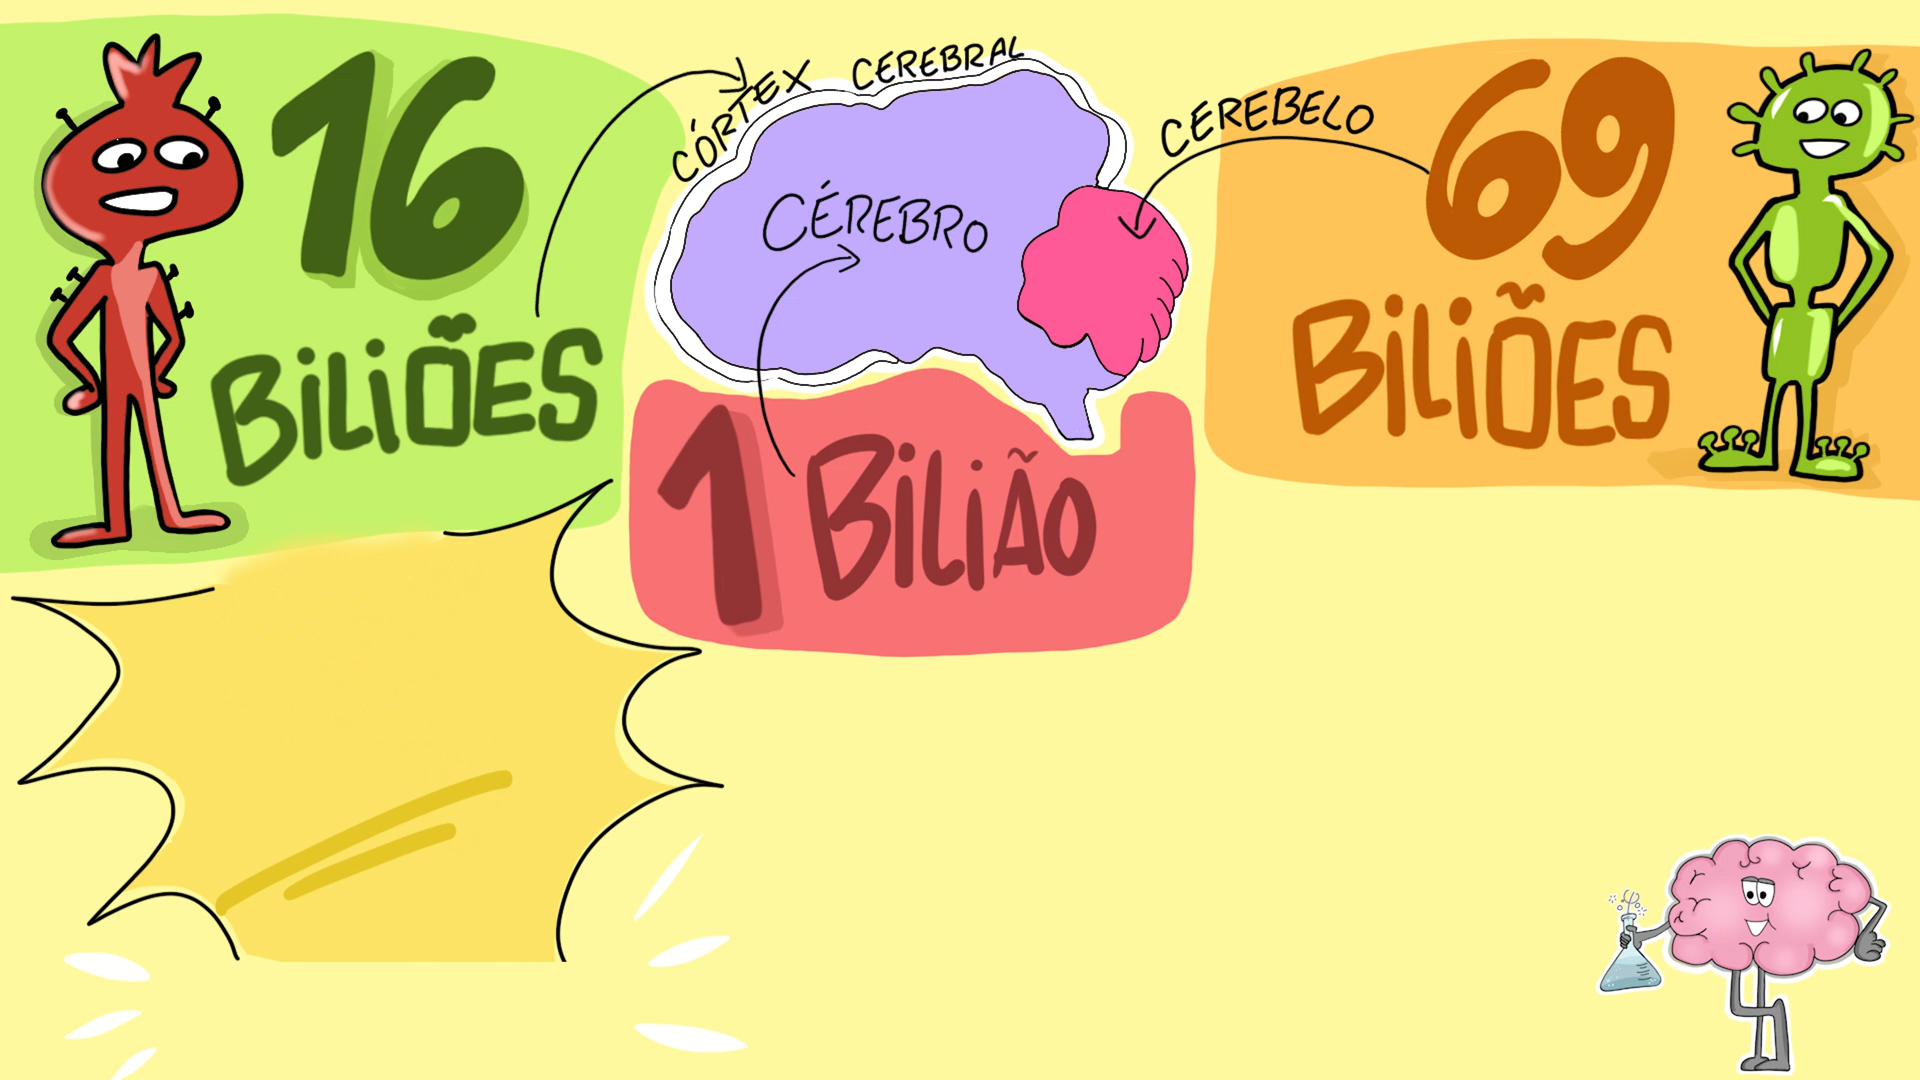 16
BILIÕES
CÓRTEX CEREBRAL
CÉREBRO
CEREBELO
69
BILIÕES
1 BILIÃO